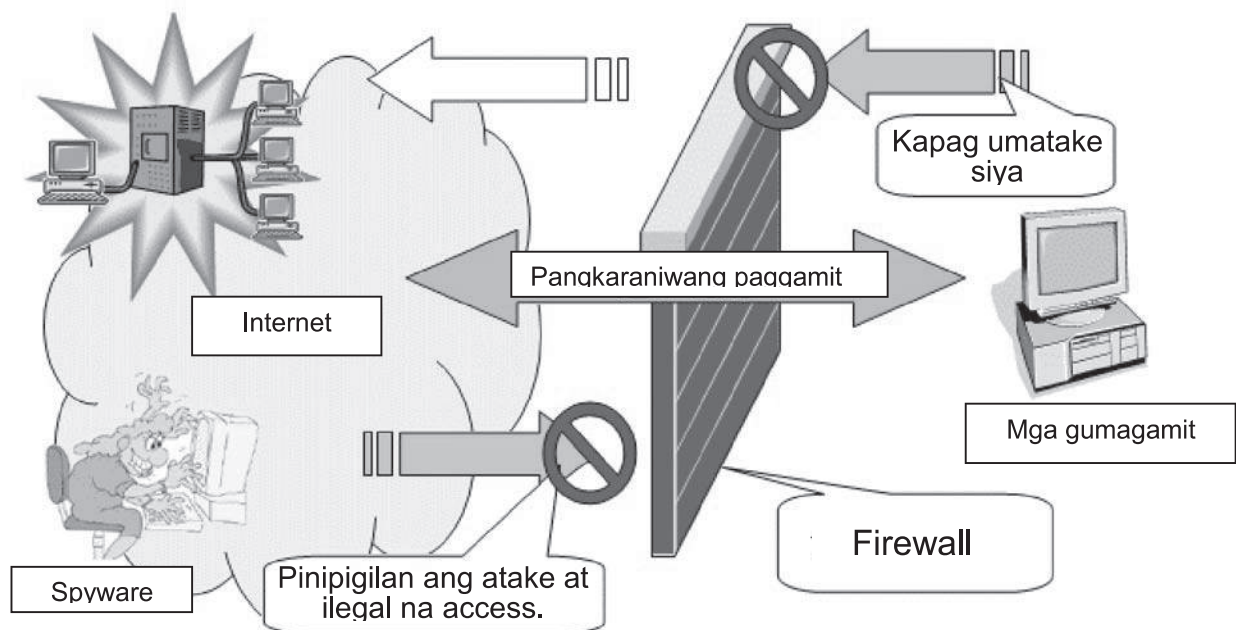 Kapag umatake
siya
Pangkaraniwang paggamit
Internet
Mga gumagamit
Firewall
Spyware
Pinipigilan ang atake at
ilegal na access.